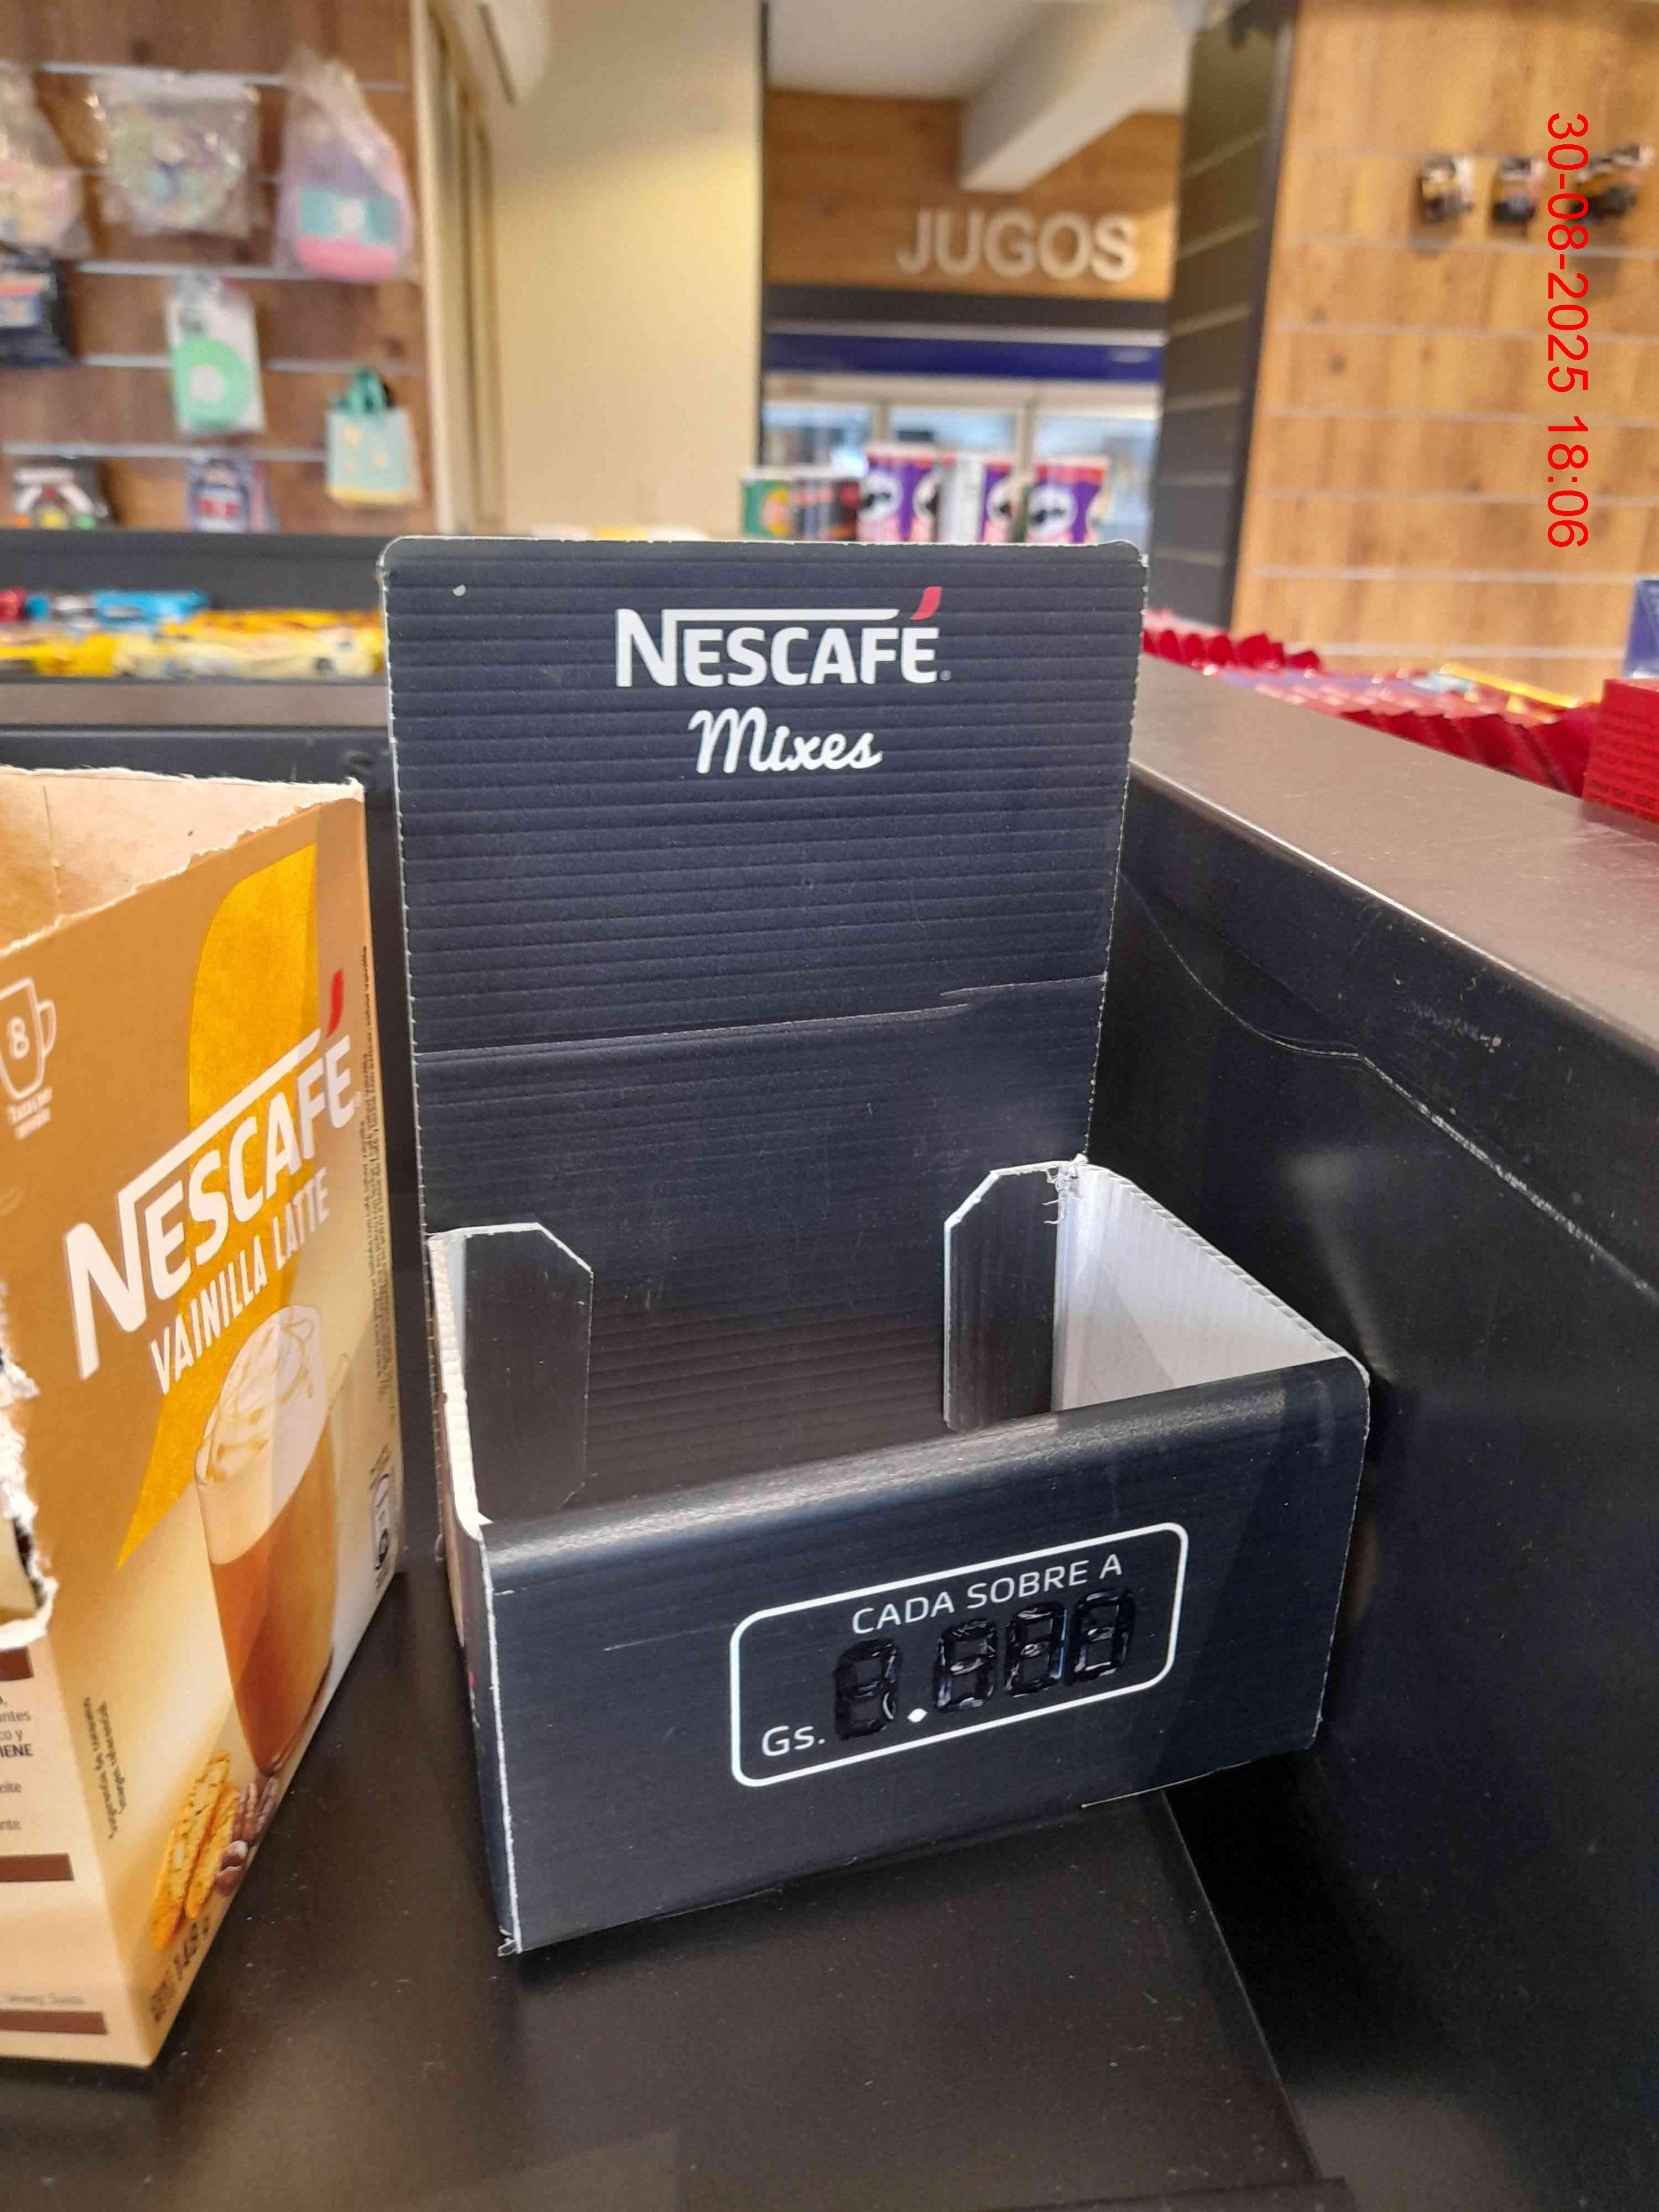 30-08-2025 18:06
JUGOS
NESCAFÉ
Mixes
8
NESCAFÉ
VAINILLA LATTE
CADA SOBRE A
Gs.